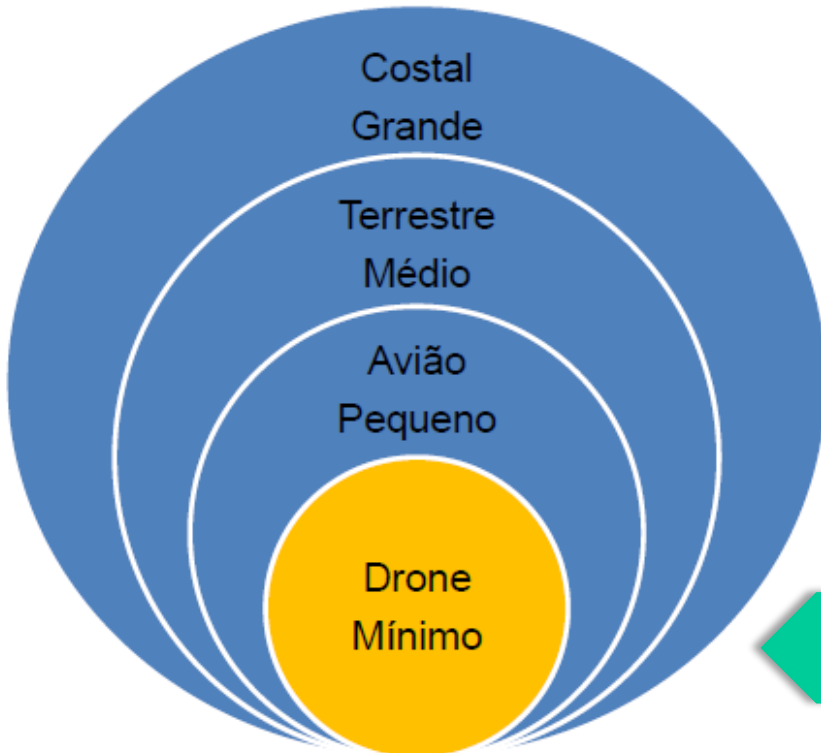 Costal
Grande
Terrestre
Médio
Avião
Pequeno
Drone
Mínimo